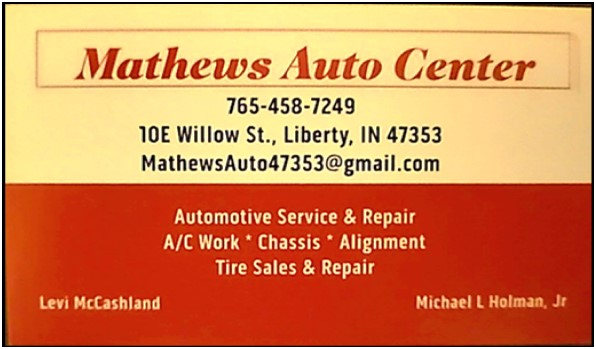 Mathews Auto Center
765-458-7249
10E Willow St., Liberty, IN 47353
MathewsAuto47353@gmail.com
Automotive Service & Repair
A/C Work * Chassis * Alignment
Tire Sales & Repair
Levi McCashland
Michael L Holman, Jr